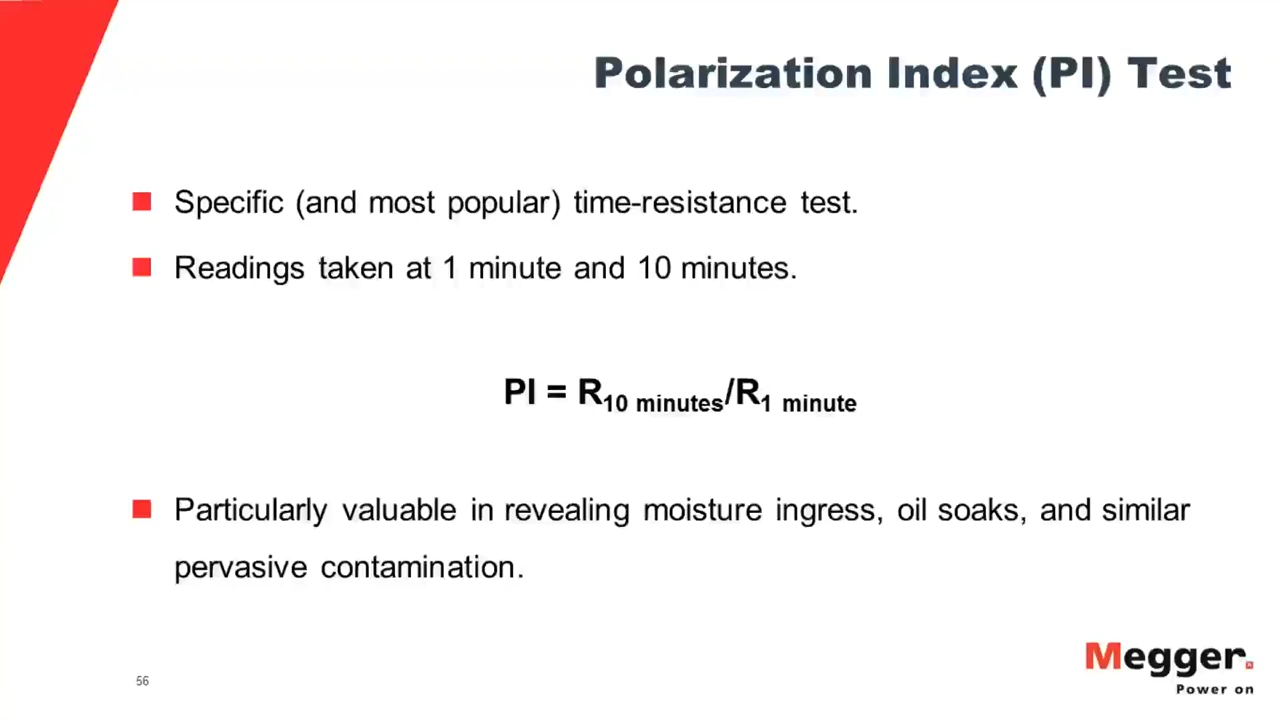 Polarization Index (PI) Test
Specific (and most popular) time-resistance test.
Readings taken at 1 minute and 10 minutes.
PI = R10 minutes/R1 minute
Particularly valuable in revealing moisture ingress, oil soaks, and similar
pervasive contamination.
56
Megger
Power on